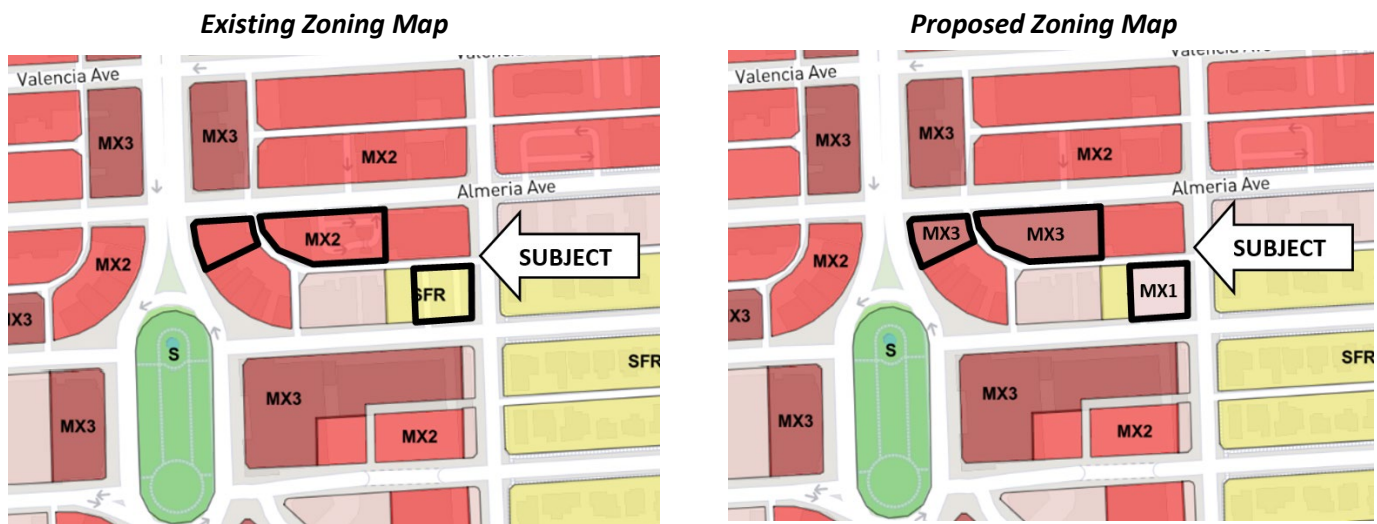 Existing Zoning Map
Proposed Zoning Map
Valencia Ave
MX3
MX3
MX2
Almeria Ave
MX2
MX2
SUBJECT
SFR
X3
S
SFR
MX3
MX3
MX2
Valencia Ave
MX3
MX3
MX2
Almeria Ave
MX3
MX3
MX2
SUBJECT
MX1
X3
S
SFR
MX3
MX3
MX2